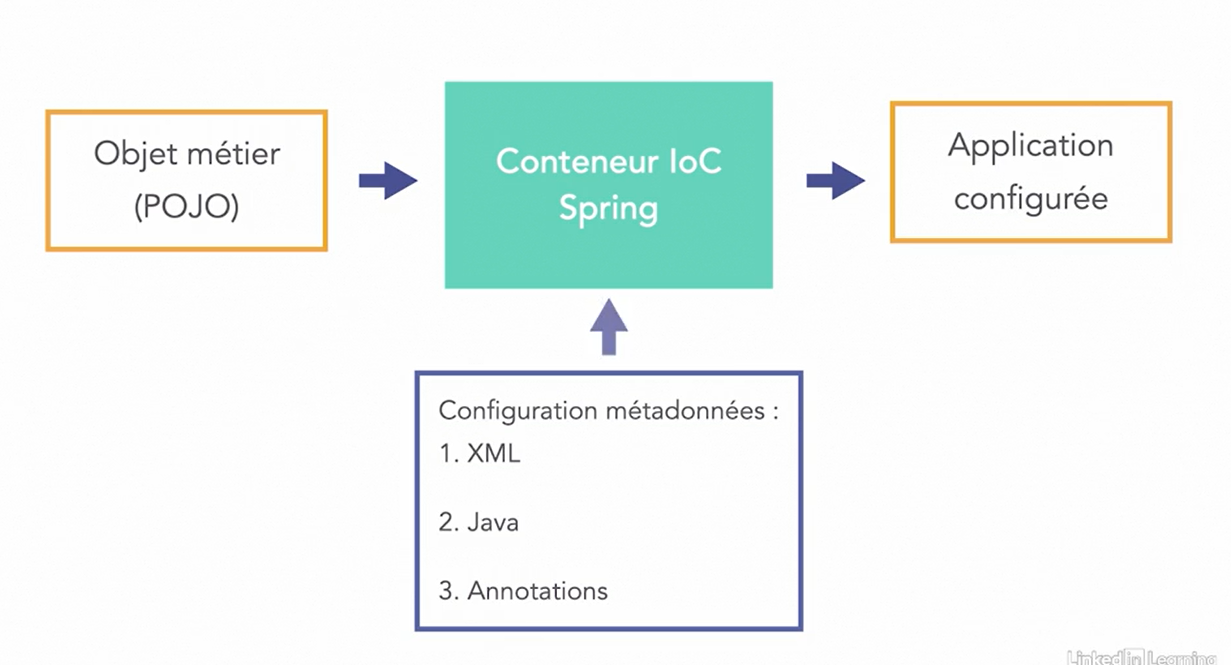 Objet métier
(POJO)
Conteneur IoC
Spring
Application
configurée
Configuration métadonnées :
1. XML
2. Java
3. Annotations
Linked in Learning